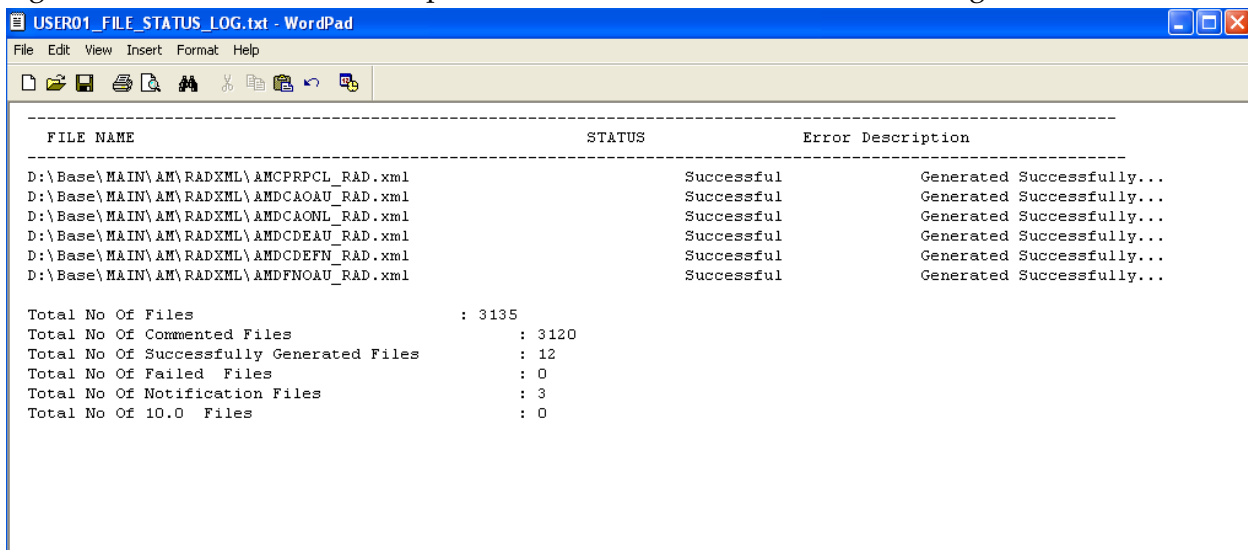 USER01_FILE_STATUS_LOG.txt - WordPad
File Edit View Insert Format Help
------------------------------------------------------------
FILE NAME STATUS Error Description
------------------------------------------------------------
D:\Base\MAIN\AM\RADXML\AMCPRPCL_RAD.xml Successful Generated Successfully...
D:\Base\MAIN\AM\RADXML\AMDCAOAU_RAD.xml Successful Generated Successfully...
D:\Base\MAIN\AM\RADXML\AMDCAONL_RAD.xml Successful Generated Successfully...
D:\Base\MAIN\AM\RADXML\AMDCDEAU_RAD.xml Successful Generated Successfully...
D:\Base\MAIN\AM\RADXML\AMDCDEFN_RAD.xml Successful Generated Successfully...
D:\Base\MAIN\AM\RADXML\AMDFNOAU_RAD.xml Successful Generated Successfully...
Total No Of Files : 3135
Total No Of Commented Files : 3120
Total No Of Successfully Generated Files : 12
Total No Of Failed Files : 0
Total No Of Notification Files : 3
Total No Of 10.0 Files : 0